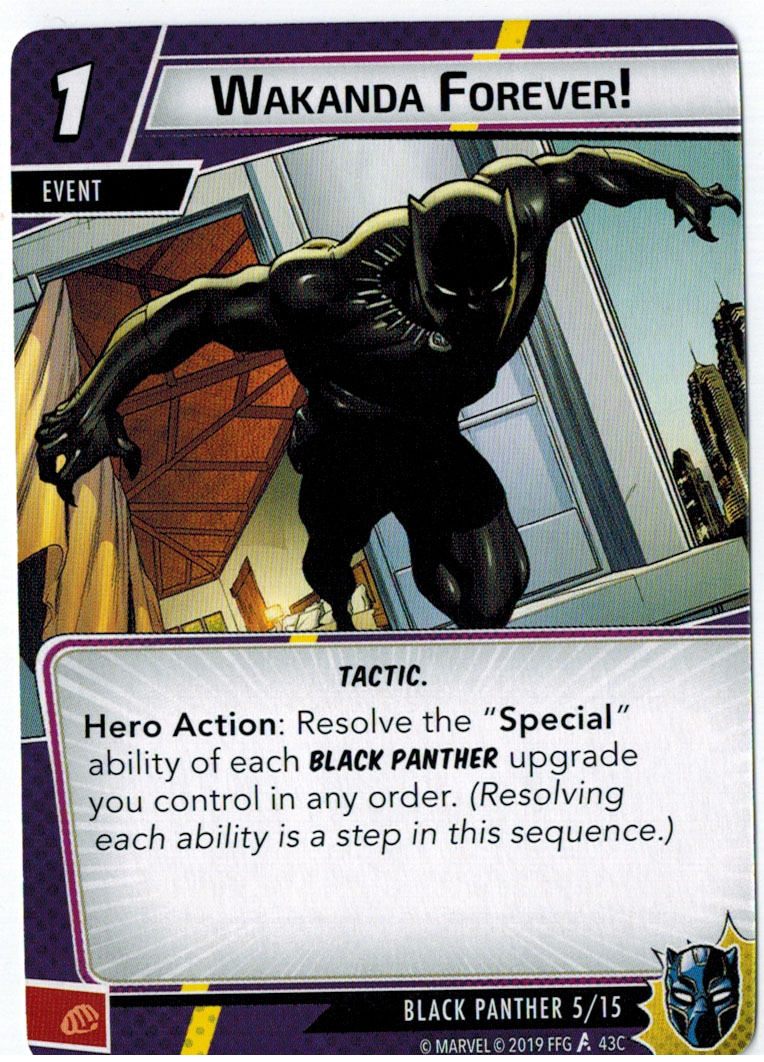 1
WAKANDA FOREVER!
EVENT
TACTIC.
Hero Action: Resolve the "Special"
ability of each BLACK PANTHER upgrade
you control in any order. (Resolving
each ability is a step in this sequence.)
BLACK PANTHER 5/15
© MARVEL © 2019 FFG 43C